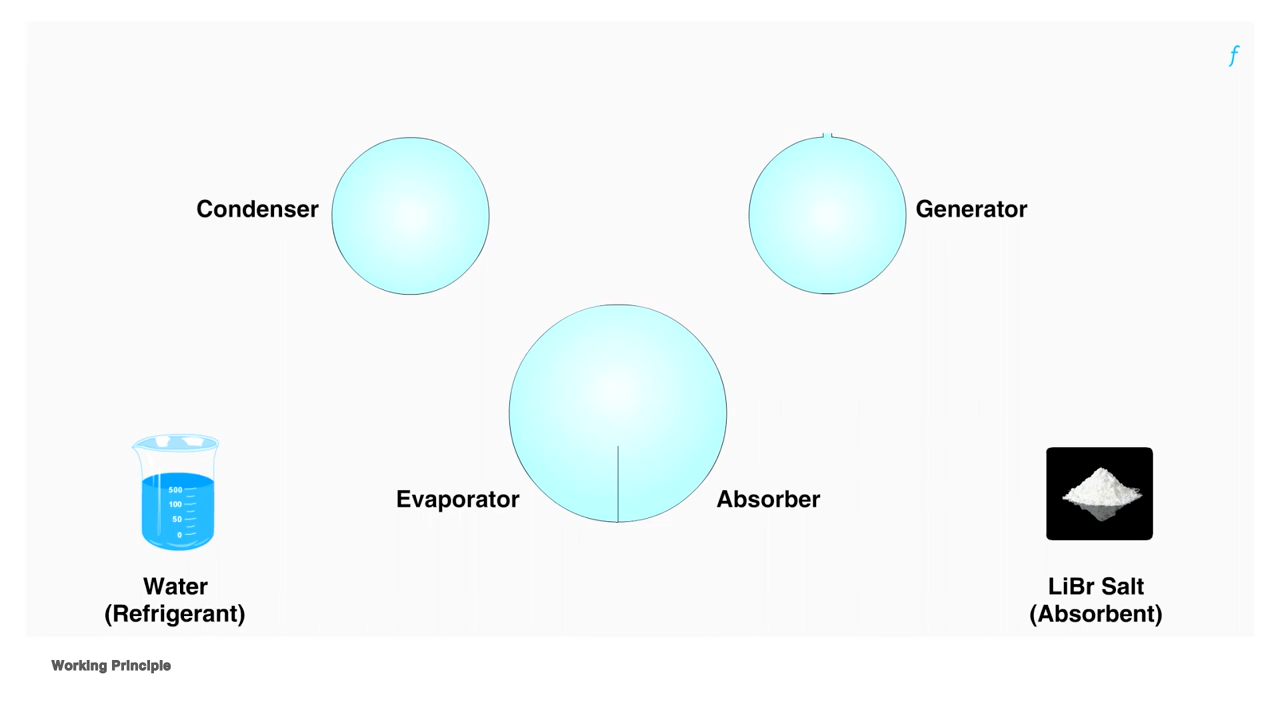 f
Condenser
Generator
Evaporator
Absorber
500
100
50
0
Water
(Refrigerant)
LiBr Salt
(Absorbent)
Working Principle